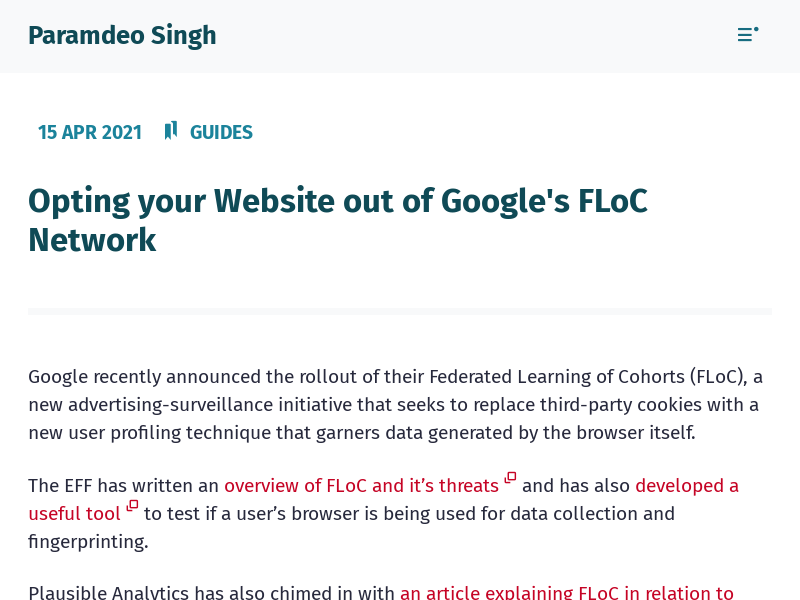 Paramdeo Singh
15 APR 2021 GUIDES
Opting your Website out of Google's FLoC
Network
Google recently announced the rollout of their Federated Learning of Cohorts (FLoC), a
new advertising-surveillance initiative that seeks to replace third-party cookies with a
new user profiling technique that garners data generated by the browser itself.
The EFF has written an overview of FLoC and it’s threats and has also developed a
useful tool to test if a user’s browser is being used for data collection and
fingerprinting.
Plausible Analytics has also chimed in with an article explaining FLoC in relation to